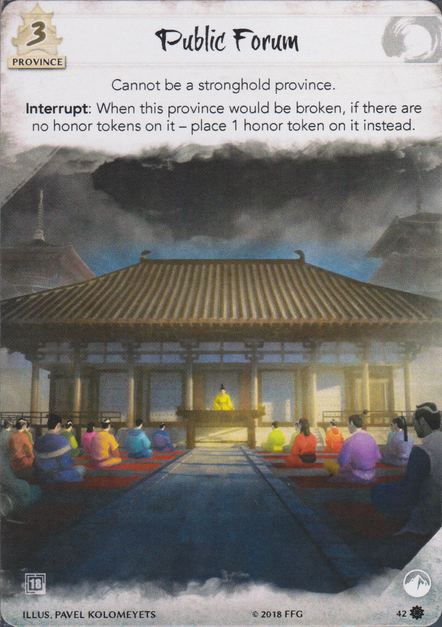 3
PROVINCE
Public Forum
Cannot be a stronghold province.
Interrupt: When this province would be broken, if there are
no honor tokens on it – place 1 honor token on it instead.
18
ILLUS. PAVEL KOLOMEYETS
© 2018 FFG
42